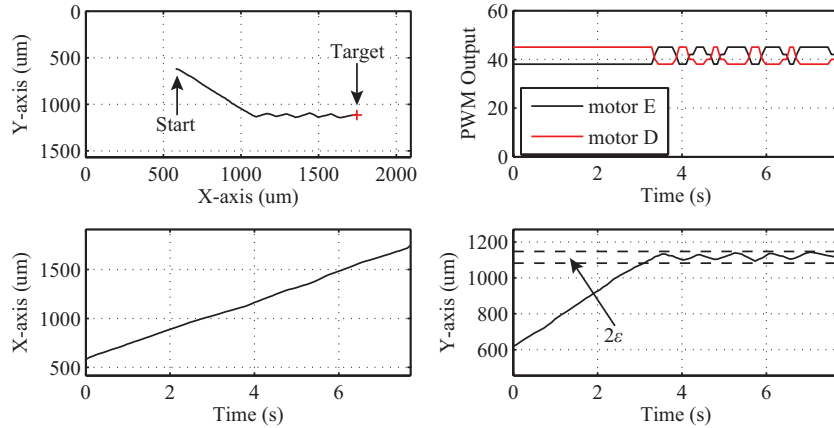 0
500
1000
1500
Y-axis (um)
Start
Target
0
500
1000
1500
2000
X-axis (um)
60
40
20
0
PWM Output
motor E
motor D
0
2
4
6
Time (s)
1500
1000
500
X-axis (um)
0
2
4
6
Time (s)
1200
1000
800
600
Y-axis (um)
2ε
0
2
4
6
Time (s)